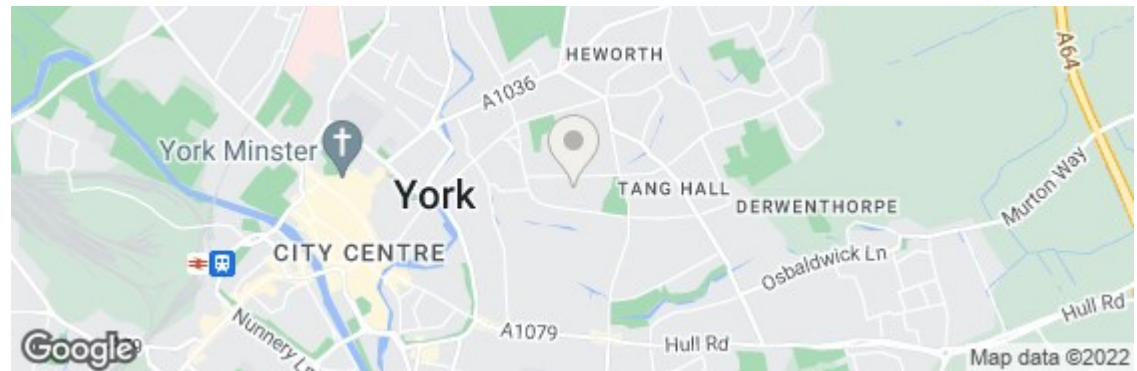 HEWORTH
A64
A1036
York Minster
York
TANG HALL
DERWENTHORPE
Murton Way
CITY CENTRE
Osbaldwick Ln
Nunnery Ln
A1079
Hull Rd
Hull Rd
Google
Map data ©2022